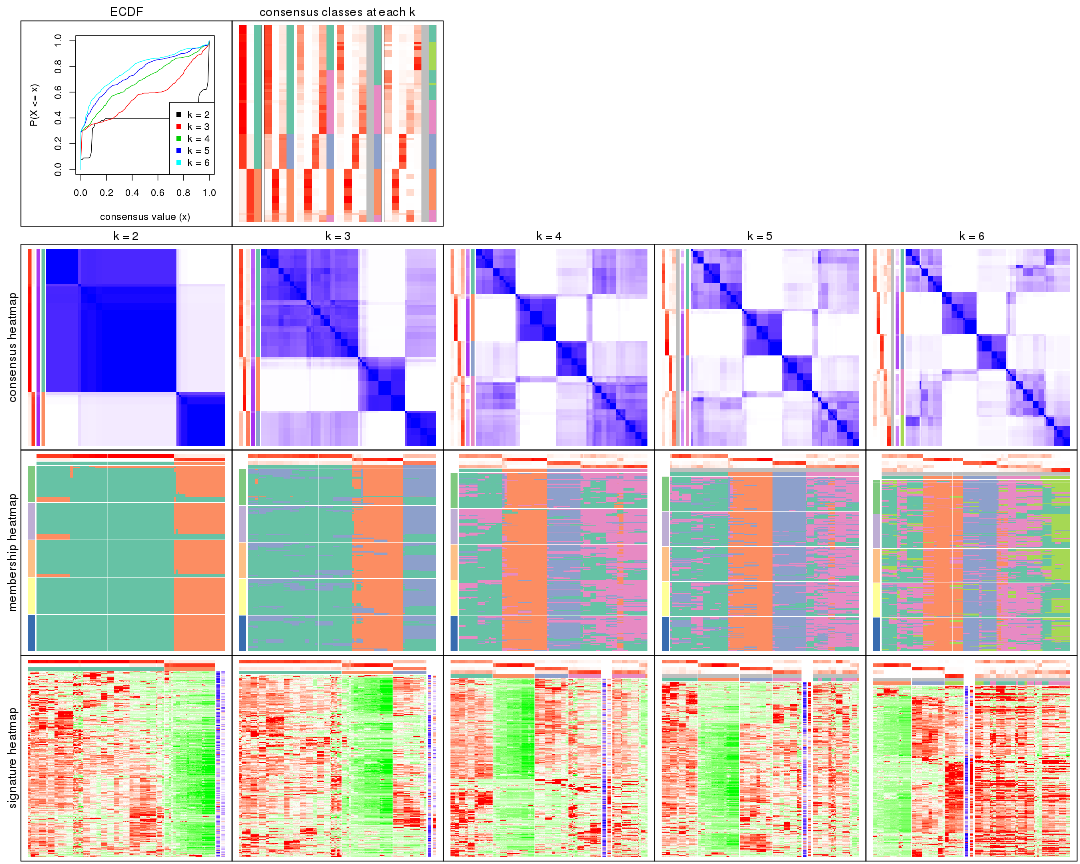 ECDF
consensus classes at each k
P(X <= x)
0.0 0.2 0.4 0.6 0.8 1.0
k = 2
k = 3
k = 4
k = 5
k = 6
0.0 0.2 0.4 0.6 0.8 1.0
consensus value (x)
k = 2
k = 3
k = 4
k = 5
k = 6
consensus heatmap
membership heatmap
signature heatmap